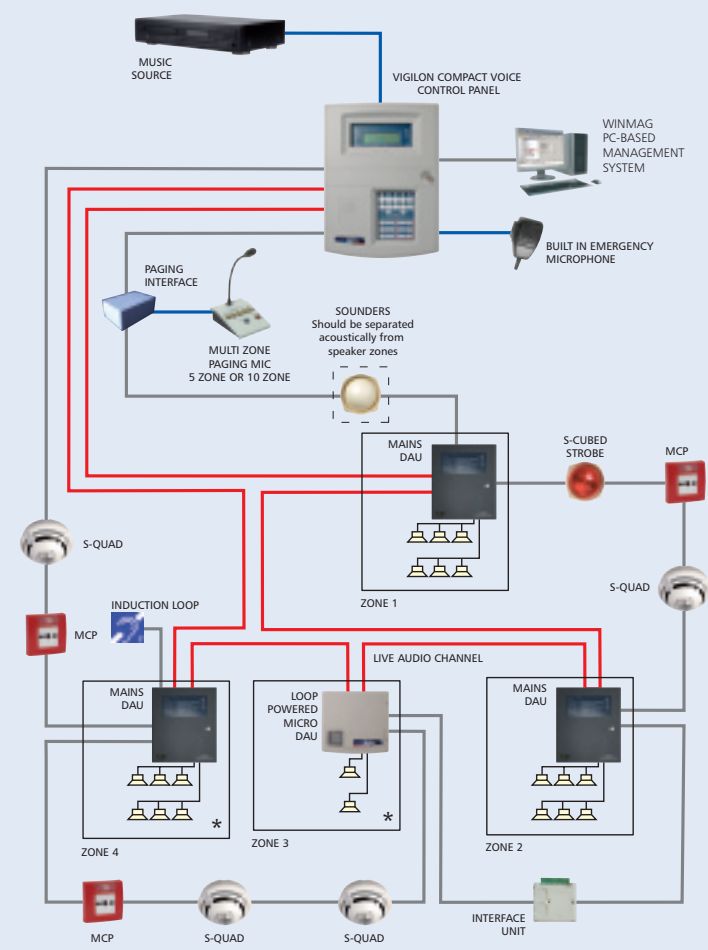 MUSIC
SOURCE
VIGILON COMPACT VOICE
CONTROL PANEL
WINMAG
PC-BASED
MANAGEMENT
SYSTEM
BUILT IN EMERGENCY
MICROPHONE
PAGING
INTERFACE
MULTI ZONE
PAGING MIC
5 ZONE OR 10 ZONE
SOUNDERS
Should be separated
acoustically from
speaker zones
MAINS
DAU
S-CUBED
STROBE
MCP
S-QUAD
S-QUAD
ZONE 1
INDUCTION LOOP
MCP
LIVE AUDIO CHANNEL
MAINS
DAU
LOOP
POWERED
MICRO
DAU
MAINS
DAU
*
*
ZONE 4
ZONE 3
ZONE 2
MCP
S-QUAD
S-QUAD
INTERFACE
UNIT